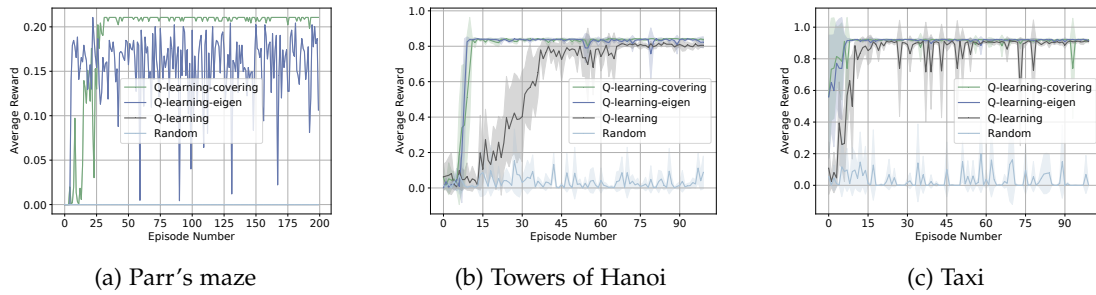 Average Reward
0.20
0.15
0.10
0.05
0.00
Q-learning-covering
Q-learning-eigen
Q-learning
Random
0 25 50 75 100 125 150 175 200
Episode Number
(a) Parr's maze
Average Reward
1.0
0.8
0.6
0.4
0.2
0.0
Q-learning-covering
Q-learning-eigen
Q-learning
Random
0 15 30 45 60 75 90
Episode Number
(b) Towers of Hanoi
Average Reward
1.0
0.8
0.6
0.4
0.2
0.0
Q-learning-covering
Q-learning-eigen
Q-learning
Random
0 15 30 45 60 75 90
Episode Number
(c) Taxi